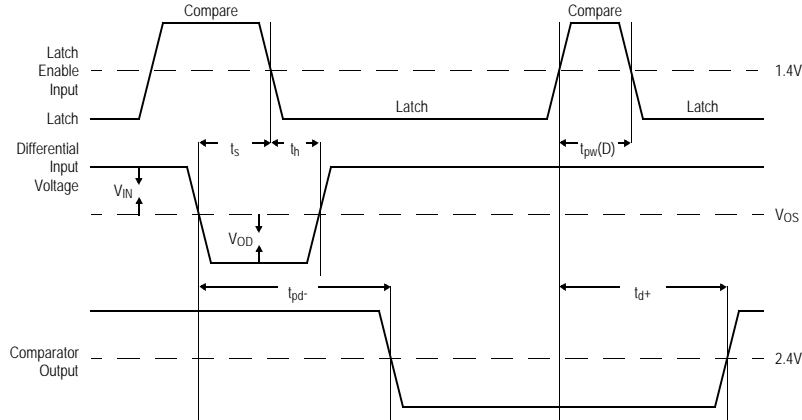 Compare
Compare
Latch
Enable
Input
1.4V
Latch
Latch
Latch
Differential
Input
Voltage
ts
th
tpw(D)
VIN
VOS
VOD
tpd-
td+
Comparator
Output
2.4V